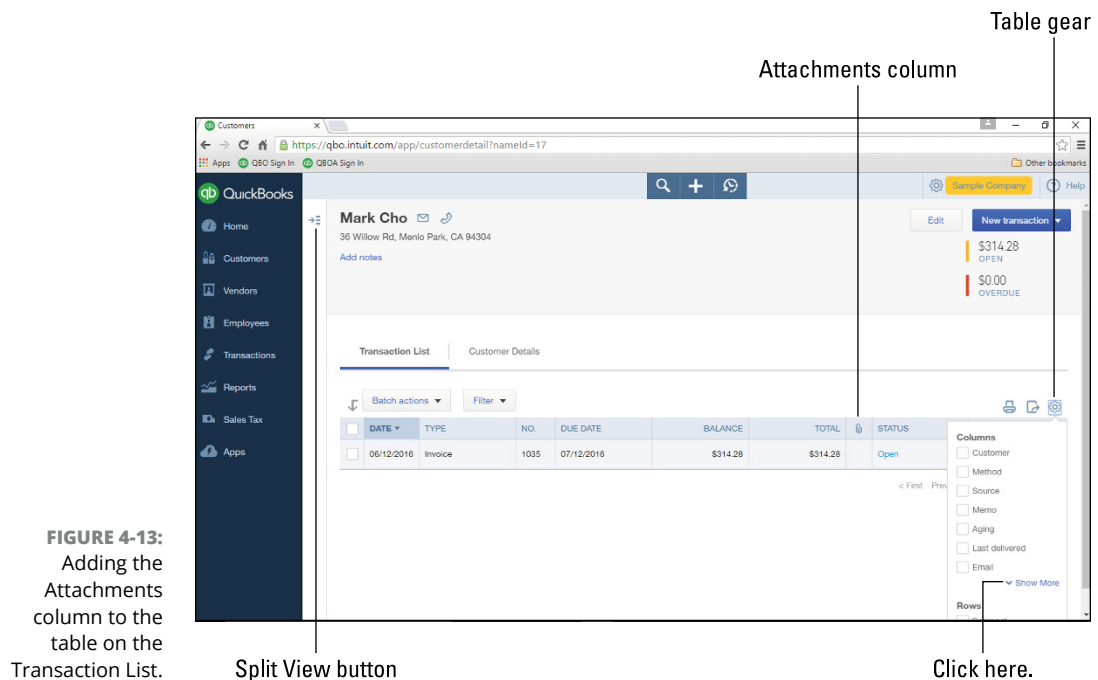 Table gear
Attachments column
Customers
https://qbo.intuit.com/app/customerdetail?nameId=17
Apps QBO Sign In QBOA Sign In Other bookmarks
qb QuickBooks
Sample Company Help
Home
Customers
Vendors
Employees
Transactions
Reports
Sales Tax
Apps
Mark Cho
36 Willow Rd, Menlo Park, CA 94304
Add notes
Edit New transaction
$314.28
OPEN
$0.00
OVERDUE
Transaction List Customer Details
Batch actions Filter
DATE TYPE NO. DUE DATE BALANCE TOTAL STATUS
06/12/2016 Invoice 1035 07/12/2016 $314.28 $314.28 Open
< First
Columns
Customer
Method
Source
Memo
Aging
Last delivered
Email
Show More
Rows
FIGURE 4-13:
Adding the
Attachments
column to the
table on the
Transaction List.
Split View button
Click here.